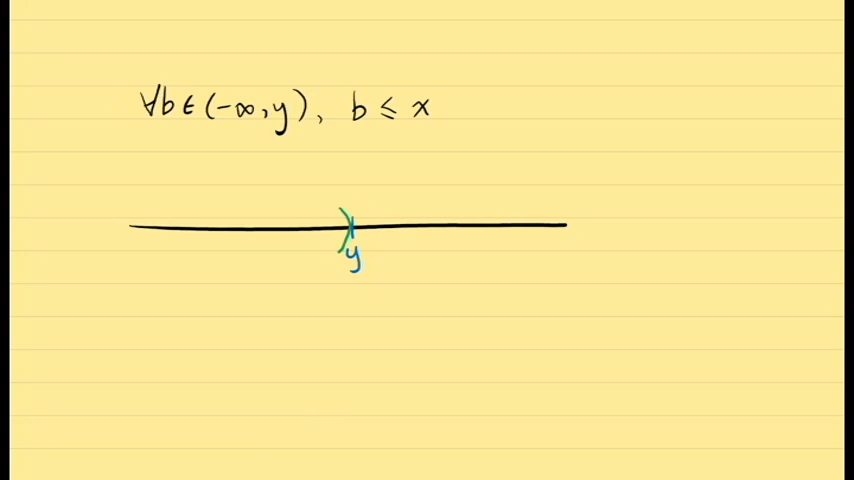 ∀b∈(-∞,y), b≤x
y